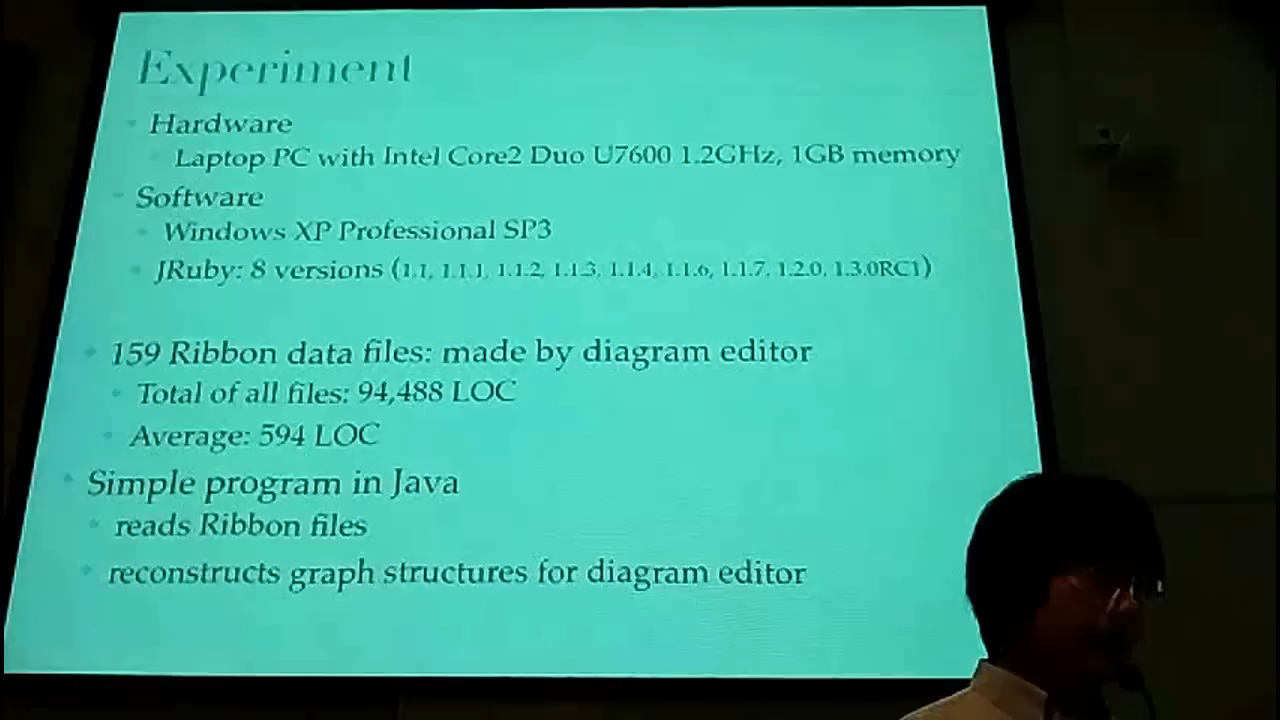 Experiment
Hardware
Laptop PC with Intel Core2 Duo U7600 1.2GHz, 1GB memory
Software
Windows XP Professional SP3
JRuby: 8 versions (1.1, 1.1.1, 1.1.2, 1.1.3, 1.1.4, 1.1.6, 1.1.7, 1.2.0, 1.3.0RC1)
159 Ribbon data files: made by diagram editor
Total of all files: 94,488 LOC
Average: 594 LOC
Simple program in Java
reads Ribbon files
reconstructs graph structures for diagram editor